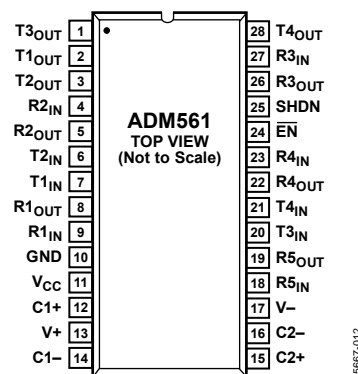 T3OUT 1 28 T4OUT
T1OUT 2 27 R3IN
T2OUT 3 26 R3OUT
R2IN 4 25 SHDN
R2OUT 5 24 EN
T2IN 6 23 R4IN
T1IN 7 22 R4OUT
R1OUT 8 21 T4IN
R1IN 9 20 T3IN
GND 10 19 R5OUT
VCC 11 18 R5IN
C1+ 12 17 V–
V+ 13 16 C2–
C1– 14 15 C2+
ADM561
TOP VIEW
(Not to Scale)
5667-012